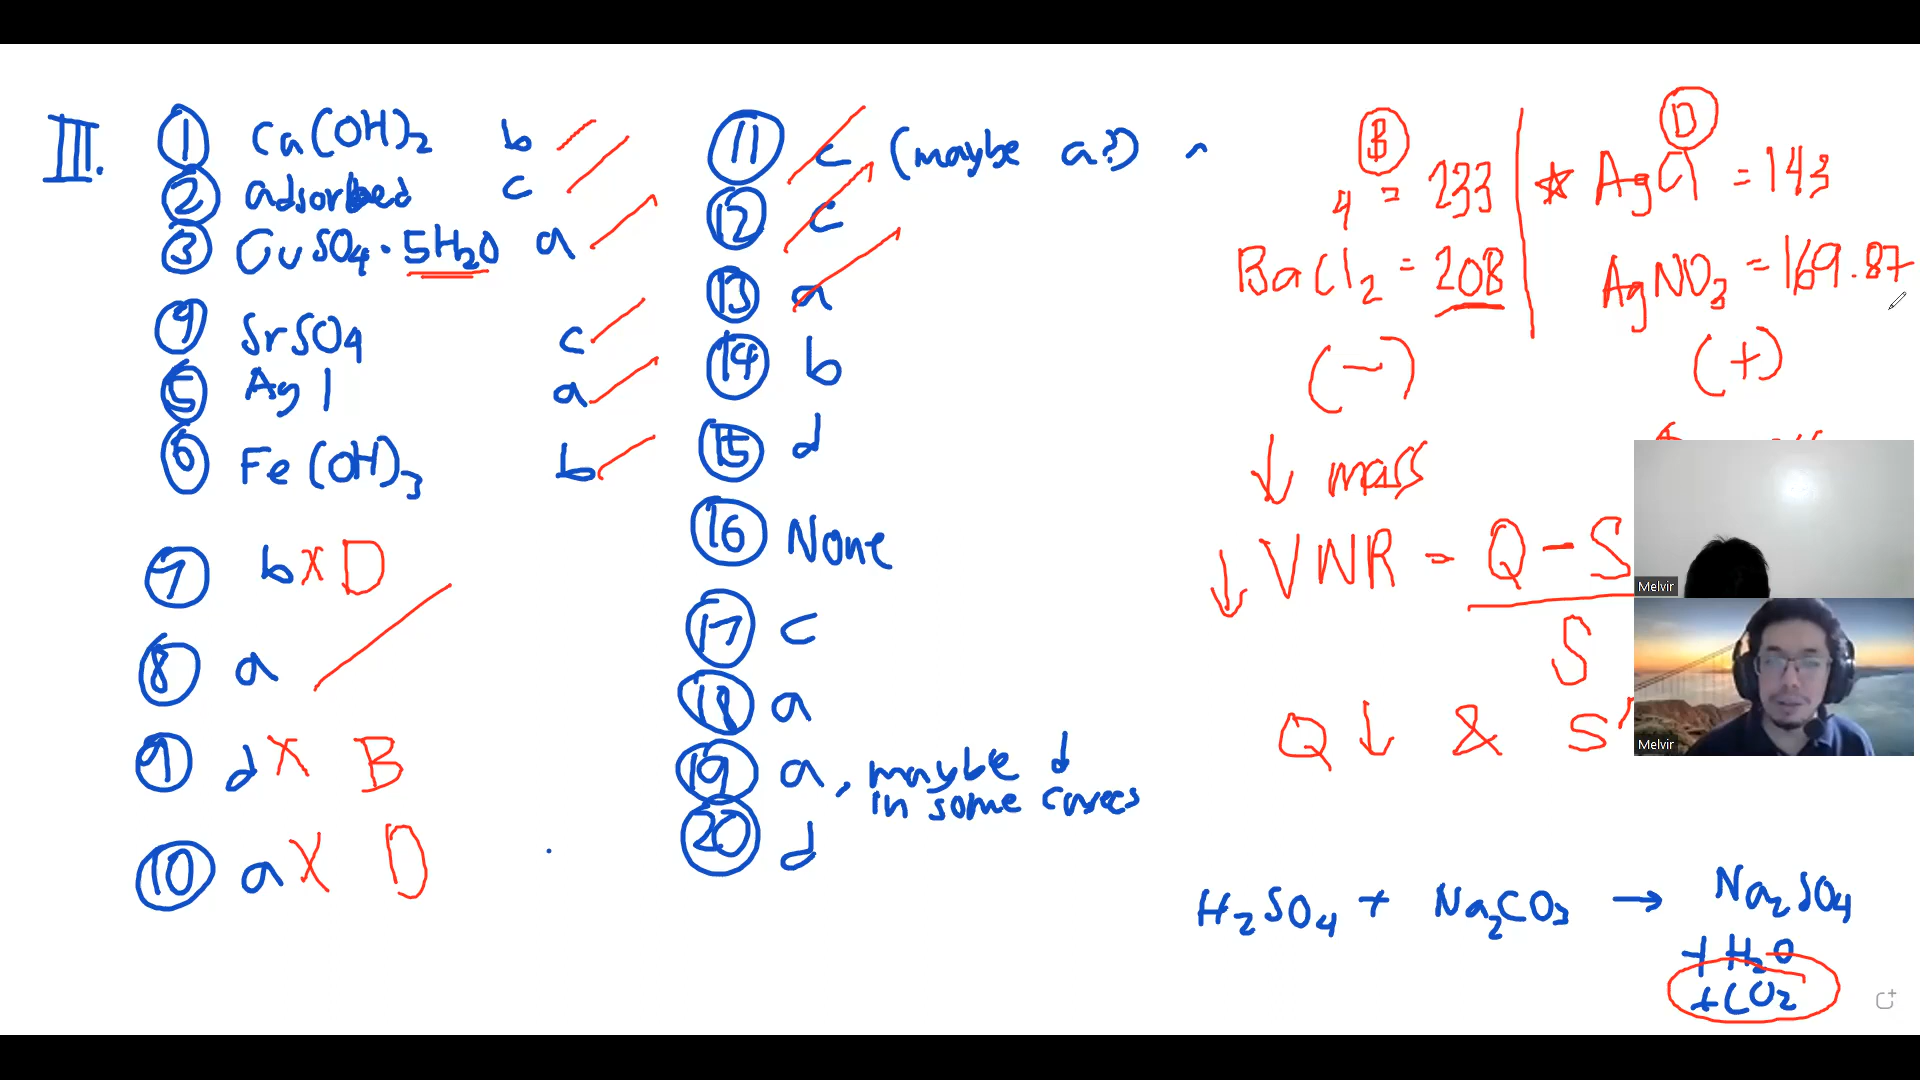 III.
① Ca(OH)₂ b
② adsorbed c
③ CuSO₄ · 5H₂O a
④ SrSO₄ c
⑤ AgI a
⑥ Fe(OH)₃ b
⑦ b X D
⑧ a
⑨ d X B
⑩ a X D
⑪ c (maybe a?)
⑫ c
⑬ a
⑭ b
⑮ d
⑯ None
⑰ c
⑱ a
⑲ a, maybe d
in some cases
⑳ d
B
4 = 233
BaCl₂ = 208
(−)
↓ mass
↓ VNR = Q − S
S
Q ↓ & S
D
☆ AgCl = 143
AgNO₃ = 169.87
(+)
Melvir
Melvir
H₂SO₄ + Na₂CO₃ → Na₂SO₄
+ H₂O
+ CO₂